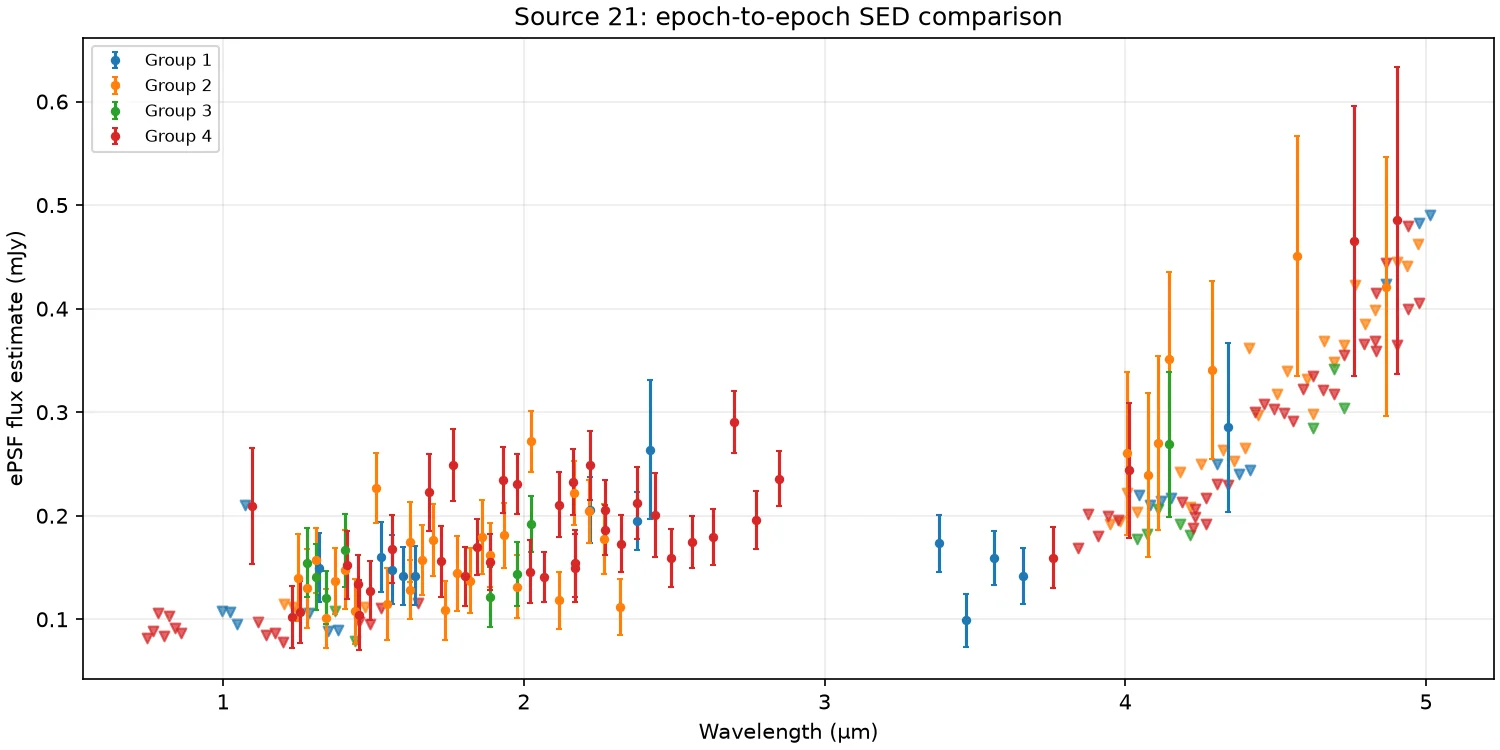 Source 21: epoch-to-epoch SED comparison
Group 1
Group 2
Group 3
Group 4
ePSF flux estimate (mJy)
0.6
0.5
0.4
0.3
0.2
0.1
1 2 3 4 5
Wavelength (μm)